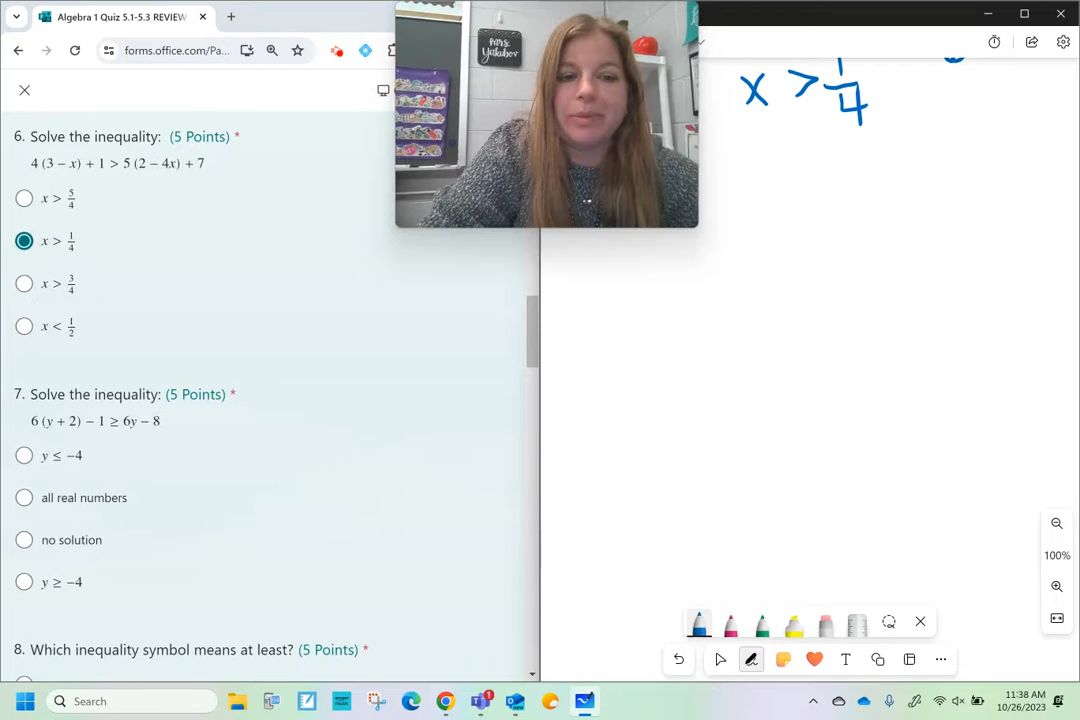 Algebra 1 Quiz 5.1-5.3 REVIEW
forms.office.com/Pa...
Mrs.
Yakubov
x > 1/4
6. Solve the inequality: (5 Points) *
4 (3 − x) + 1 > 5 (2 − 4x) + 7
x > 5/4
x > 1/4
x > 3/4
x < 1/2
7. Solve the inequality: (5 Points) *
6 (y + 2) − 1 ≥ 6y − 8
y ≤ −4
all real numbers
no solution
y ≥ −4
8. Which inequality symbol means at least? (5 Points) *
100%
Search
11:38 AM
10/26/2023